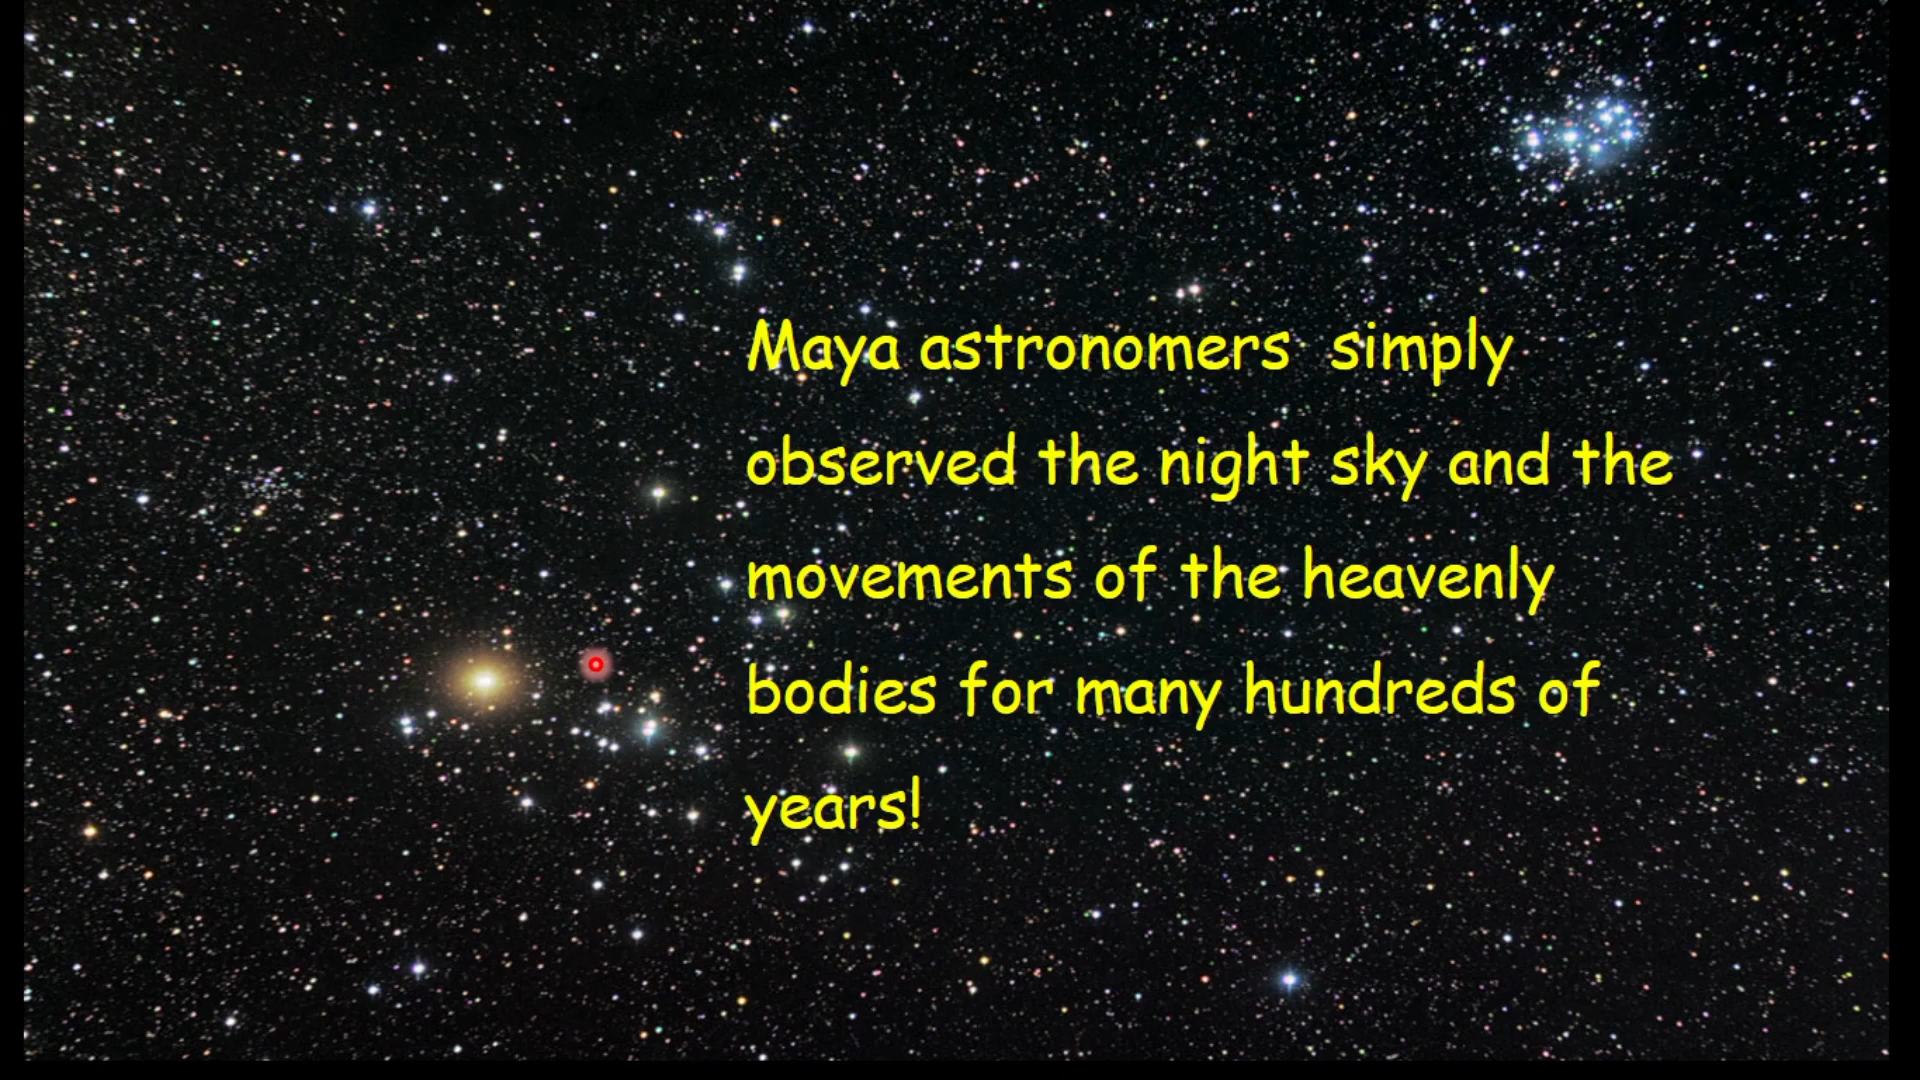 Maya astronomers  simply
observed the night sky and the
movements of the heavenly
bodies for many hundreds of
years!